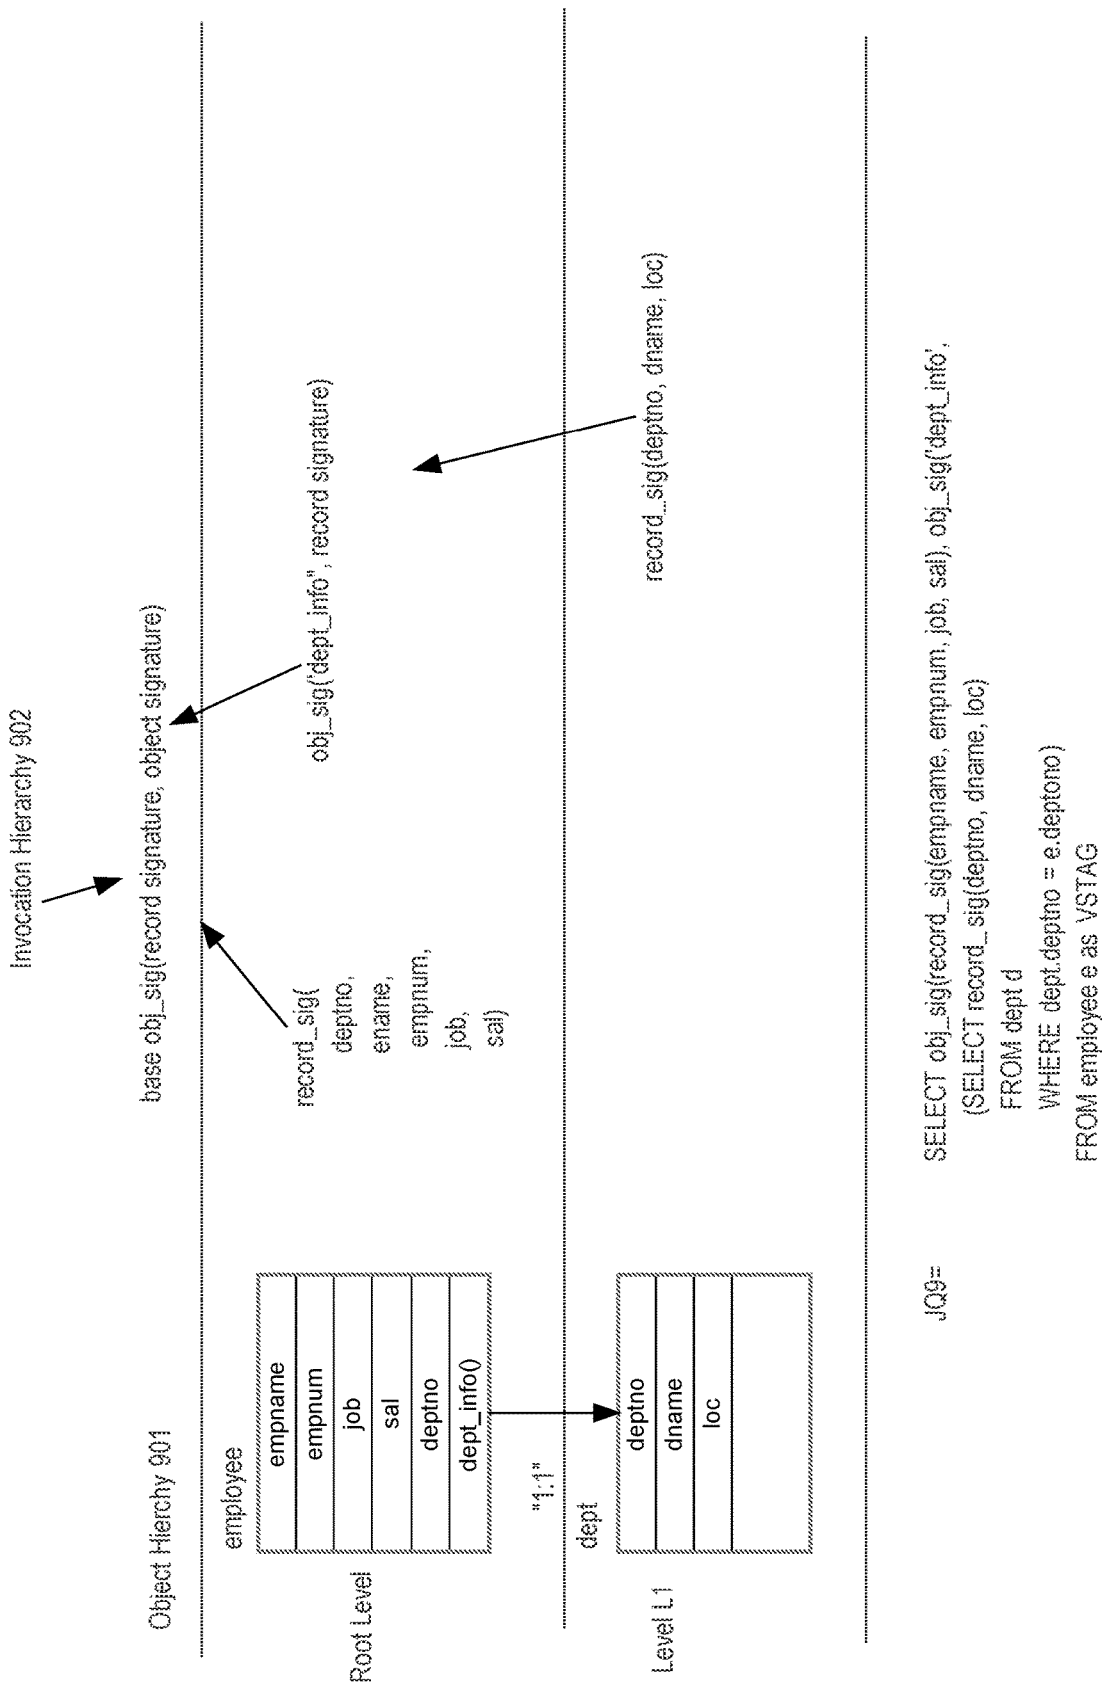 Invocation Hierarchy 902
Object Hierchy 901
base obj_sig(record signature, object signature)
employee
Root Level
empname
empnum
job
sal
deptno
dept_info()
record_sig(
deptno,
ename,
empnum,
job,
sal)
obj_sig('dept_info", record signature)
"1:1"
dept
Level L1
deptno
dname
loc
record_sig(deptno, dname, loc)
JQ9=
SELECT obj_sig(record_sig(empname, empnum, job, sal), obj_sig('dept_info',
(SELECT record_sig(deptno, dname, loc)
FROM dept d
WHERE dept.deptno = e.deptono)
FROM employee e as VSTAG